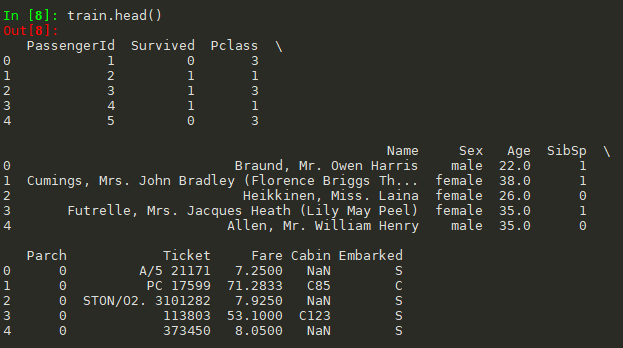 In [8]: train.head()
Out[8]:
   PassengerId  Survived  Pclass  \
0            1         0       3
1            2         1       1
2            3         1       3
3            4         1       1
4            5         0       3
                                                Name     Sex   Age  SibSp  \
0                            Braund, Mr. Owen Harris    male  22.0      1
1  Cumings, Mrs. John Bradley (Florence Briggs Th...  female  38.0      1
2                             Heikkinen, Miss. Laina  female  26.0      0
3       Futrelle, Mrs. Jacques Heath (Lily May Peel)  female  35.0      1
4                           Allen, Mr. William Henry    male  35.0      0
   Parch            Ticket     Fare Cabin Embarked
0      0         A/5 21171   7.2500   NaN        S
1      0          PC 17599  71.2833   C85        C
2      0  STON/O2. 3101282   7.9250   NaN        S
3      0            113803  53.1000  C123        S
4      0            373450   8.0500   NaN        S